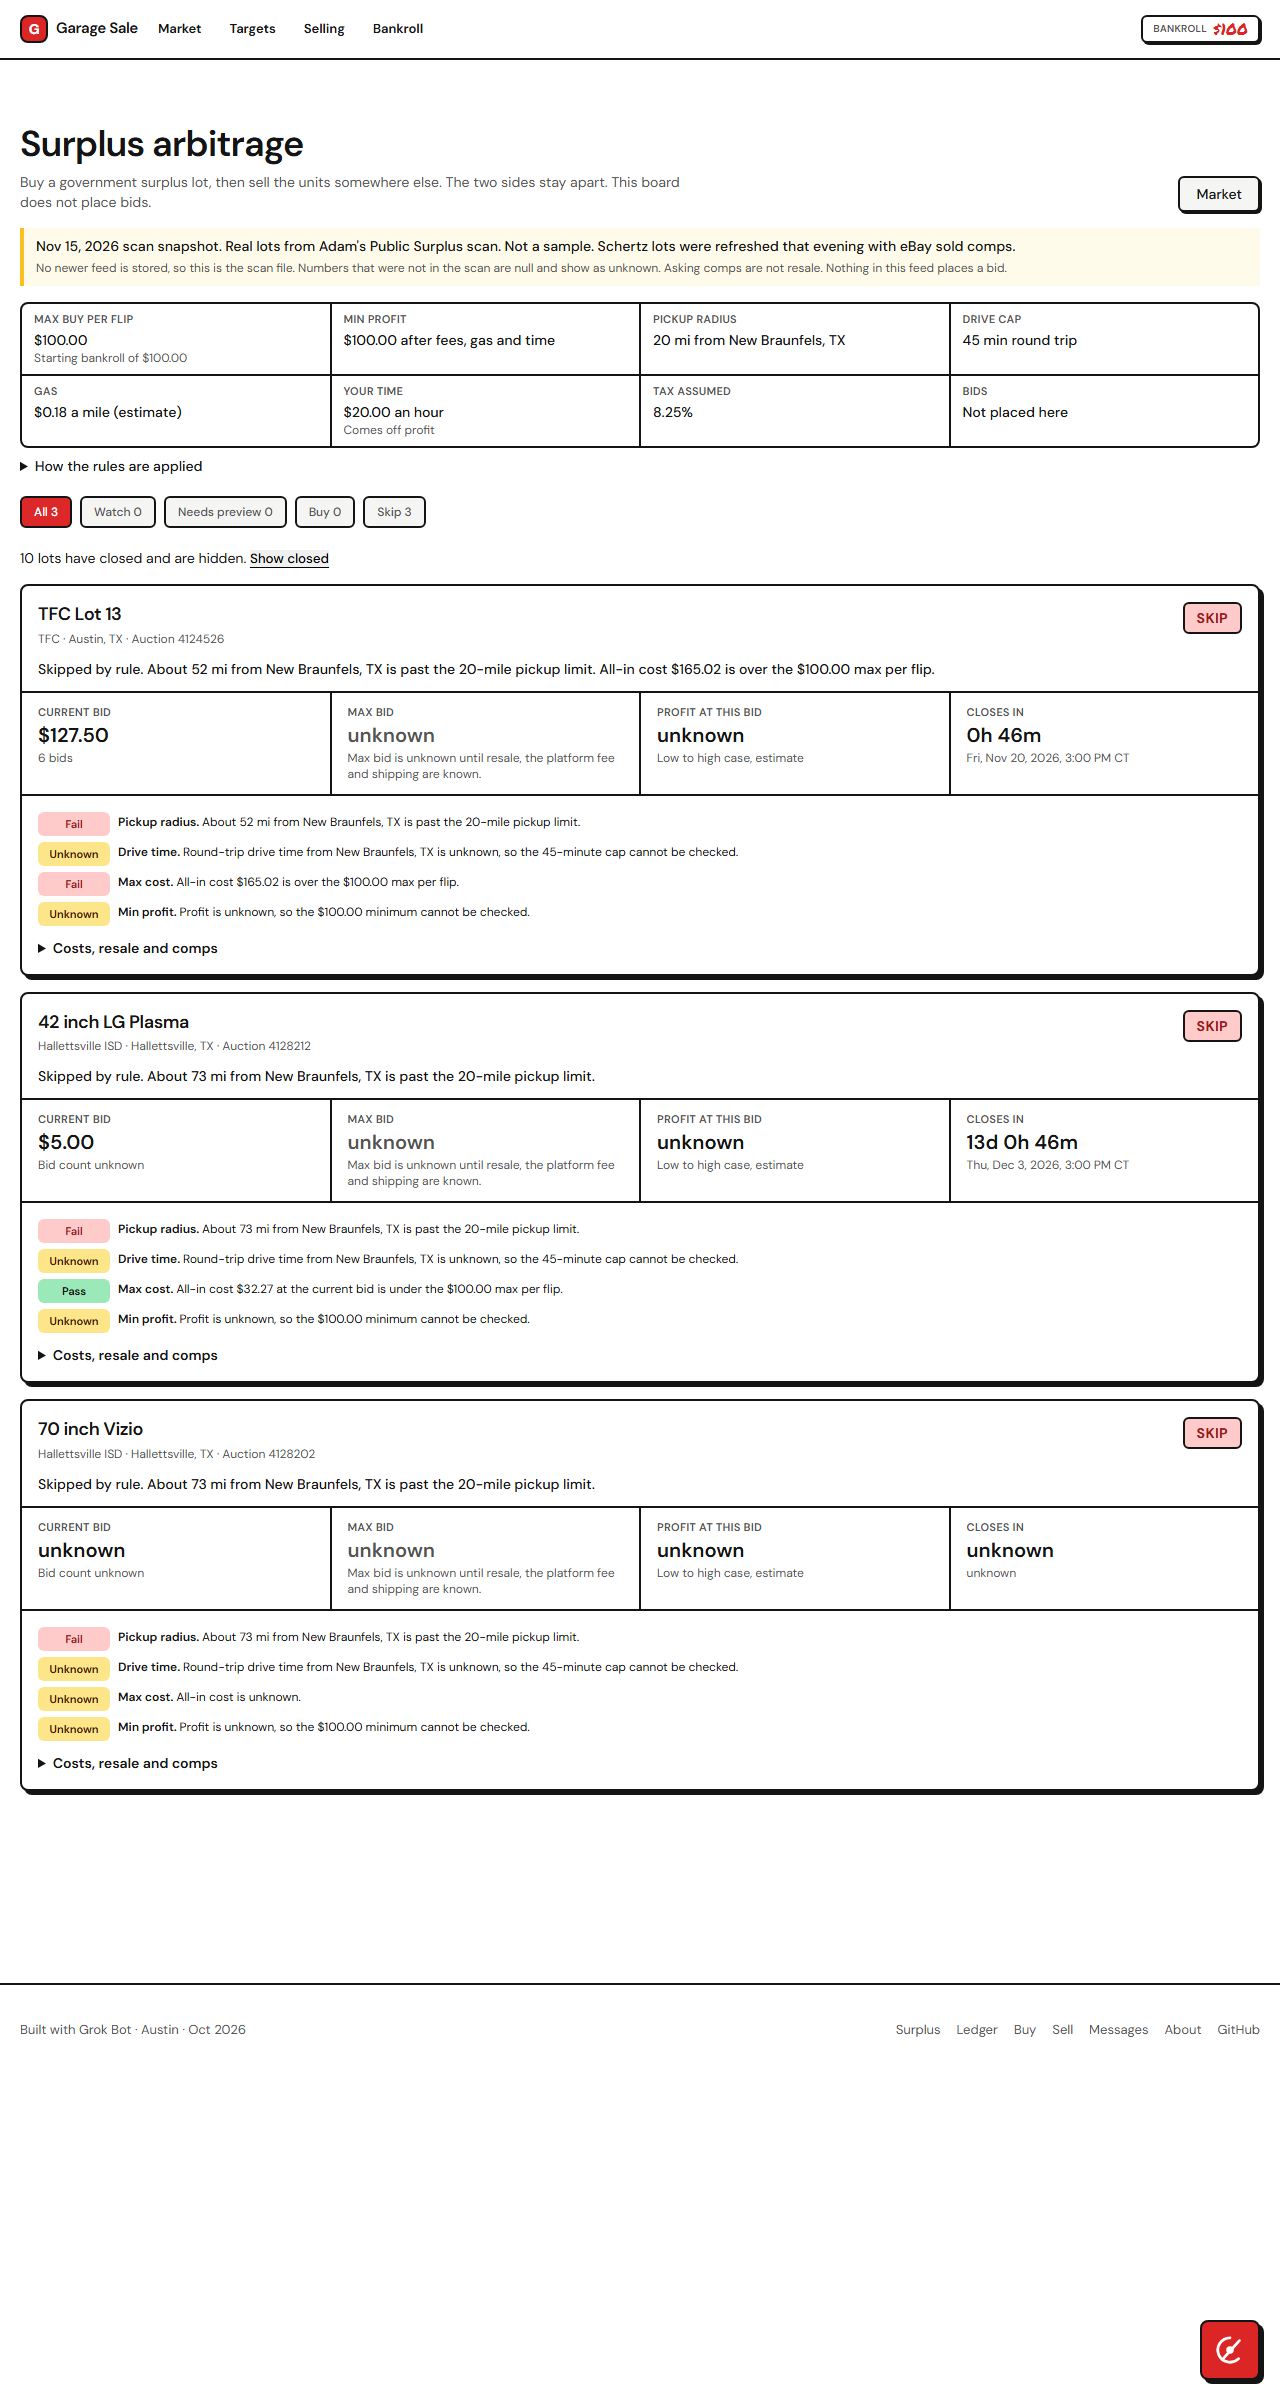 G Garage Sale Market Targets Selling Bankroll BANKROLL $100
Surplus arbitrage
Buy a government surplus lot, then sell the units somewhere else. The two sides stay apart. This board
does not place bids.
Market
Nov 15, 2026 scan snapshot. Real lots from Adam's Public Surplus scan. Not a sample. Schertz lots were refreshed that evening with eBay sold comps.
No newer feed is stored, so this is the scan file. Numbers that were not in the scan are null and show as unknown. Asking comps are not resale. Nothing in this feed places a bid.
MAX BUY PER FLIP
$100.00
Starting bankroll of $100.00
MIN PROFIT
$100.00 after fees, gas and time
PICKUP RADIUS
20 mi from New Braunfels, TX
DRIVE CAP
45 min round trip
GAS
$0.18 a mile (estimate)
YOUR TIME
$20.00 an hour
Comes off profit
TAX ASSUMED
8.25%
BIDS
Not placed here
How the rules are applied
All 3 Watch 0 Needs preview 0 Buy 0 Skip 3
10 lots have closed and are hidden. Show closed
TFC Lot 13
SKIP
TFC · Austin, TX · Auction 4124526
Skipped by rule. About 52 mi from New Braunfels, TX is past the 20-mile pickup limit. All-in cost $165.02 is over the $100.00 max per flip.
CURRENT BID
$127.50
6 bids
MAX BID
unknown
Max bid is unknown until resale, the platform fee
and shipping are known.
PROFIT AT THIS BID
unknown
Low to high case, estimate
CLOSES IN
0h 46m
Fri, Nov 20, 2026, 3:00 PM CT
Fail Pickup radius. About 52 mi from New Braunfels, TX is past the 20-mile pickup limit.
Unknown Drive time. Round-trip drive time from New Braunfels, TX is unknown, so the 45-minute cap cannot be checked.
Fail Max cost. All-in cost $165.02 is over the $100.00 max per flip.
Unknown Min profit. Profit is unknown, so the $100.00 minimum cannot be checked.
Costs, resale and comps
42 inch LG Plasma
SKIP
Hallettsville ISD · Hallettsville, TX · Auction 4128212
Skipped by rule. About 73 mi from New Braunfels, TX is past the 20-mile pickup limit.
CURRENT BID
$5.00
Bid count unknown
MAX BID
unknown
Max bid is unknown until resale, the platform fee
and shipping are known.
PROFIT AT THIS BID
unknown
Low to high case, estimate
CLOSES IN
13d 0h 46m
Thu, Dec 3, 2026, 3:00 PM CT
Fail Pickup radius. About 73 mi from New Braunfels, TX is past the 20-mile pickup limit.
Unknown Drive time. Round-trip drive time from New Braunfels, TX is unknown, so the 45-minute cap cannot be checked.
Pass Max cost. All-in cost $32.27 at the current bid is under the $100.00 max per flip.
Unknown Min profit. Profit is unknown, so the $100.00 minimum cannot be checked.
Costs, resale and comps
70 inch Vizio
SKIP
Hallettsville ISD · Hallettsville, TX · Auction 4128202
Skipped by rule. About 73 mi from New Braunfels, TX is past the 20-mile pickup limit.
CURRENT BID
unknown
Bid count unknown
MAX BID
unknown
Max bid is unknown until resale, the platform fee
and shipping are known.
PROFIT AT THIS BID
unknown
Low to high case, estimate
CLOSES IN
unknown
unknown
Fail Pickup radius. About 73 mi from New Braunfels, TX is past the 20-mile pickup limit.
Unknown Drive time. Round-trip drive time from New Braunfels, TX is unknown, so the 45-minute cap cannot be checked.
Unknown Max cost. All-in cost is unknown.
Unknown Min profit. Profit is unknown, so the $100.00 minimum cannot be checked.
Costs, resale and comps
Built with Grok Bot · Austin · Oct 2026 Surplus Ledger Buy Sell Messages About GitHub